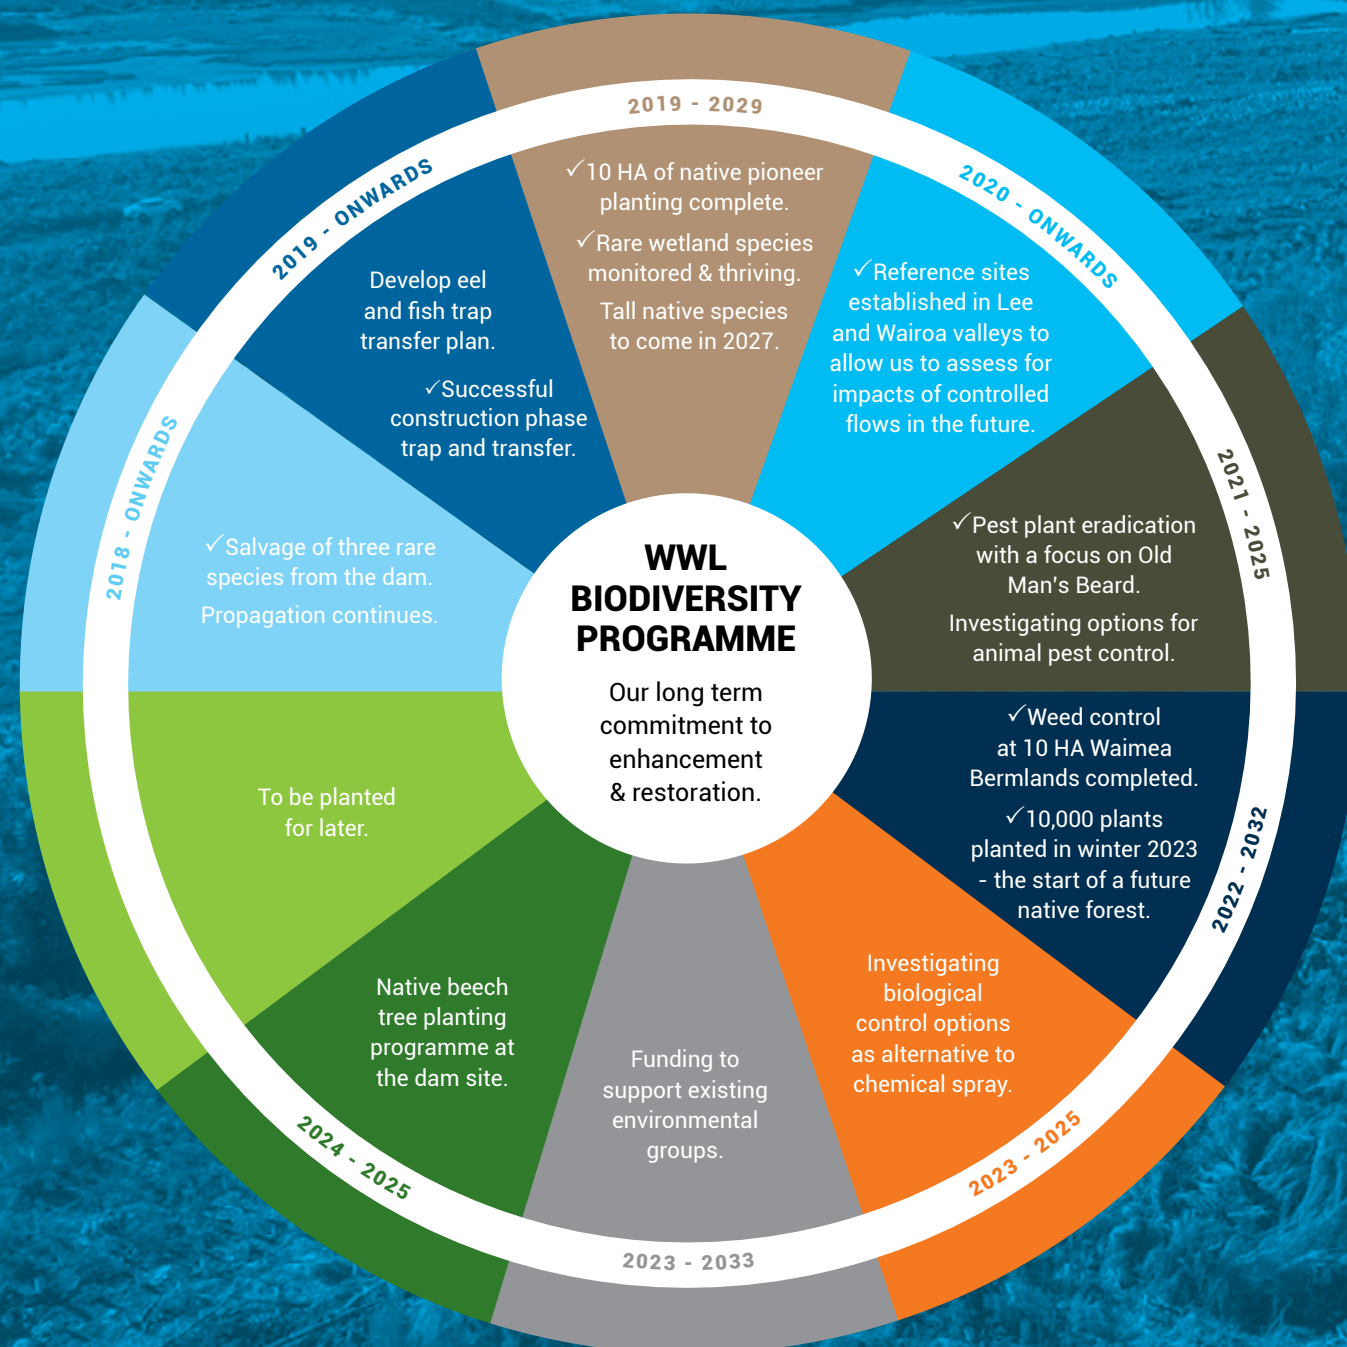 WWL
BIODIVERSITY
PROGRAMME
Our long term
commitment to
enhancement
& restoration.
2019 - 2029
✓10 HA of native pioneer
planting complete.
✓Rare wetland species
monitored & thriving.
Tall native species
to come in 2027.
2020 - ONWARDS
✓Reference sites
established in Lee
and Wairoa valleys to
allow us to assess for
impacts of controlled
flows in the future.
2021 - 2025
✓Pest plant eradication
with a focus on Old
Man's Beard.
Investigating options for
animal pest control.
2022 - 2032
✓Weed control
at 10 HA Waimea
Bermlands completed.
✓10,000 plants
planted in winter 2023
- the start of a future
native forest.
2023 - 2025
Investigating
biological
control options
as alternative to
chemical spray.
2023 - 2033
Funding to
support existing
environmental
groups.
2024 - 2025
Native beech
tree planting
programme at
the dam site.
To be planted
for later.
2018 - ONWARDS
✓Salvage of three rare
species from the dam.
Propagation continues.
2019 - ONWARDS
Develop eel
and fish trap
transfer plan.
✓Successful
construction phase
trap and transfer.